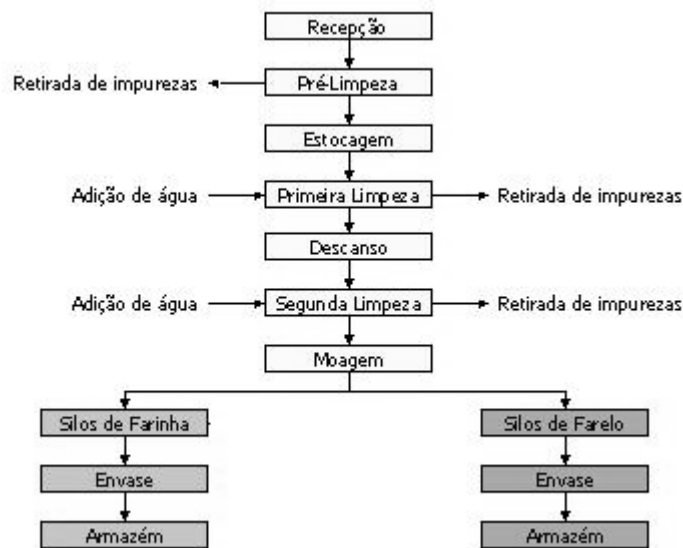 Recepção
Retirada de impurezas
Pré-Limpeza
Estocagem
Adição de água
Primeira Limpeza
Retirada de impurezas
Descanso
Adição de água
Segunda Limpeza
Retirada de impurezas
Moagem
Silos de Farinha
Silos de Farelo
Envase
Envase
Armazém
Armazém